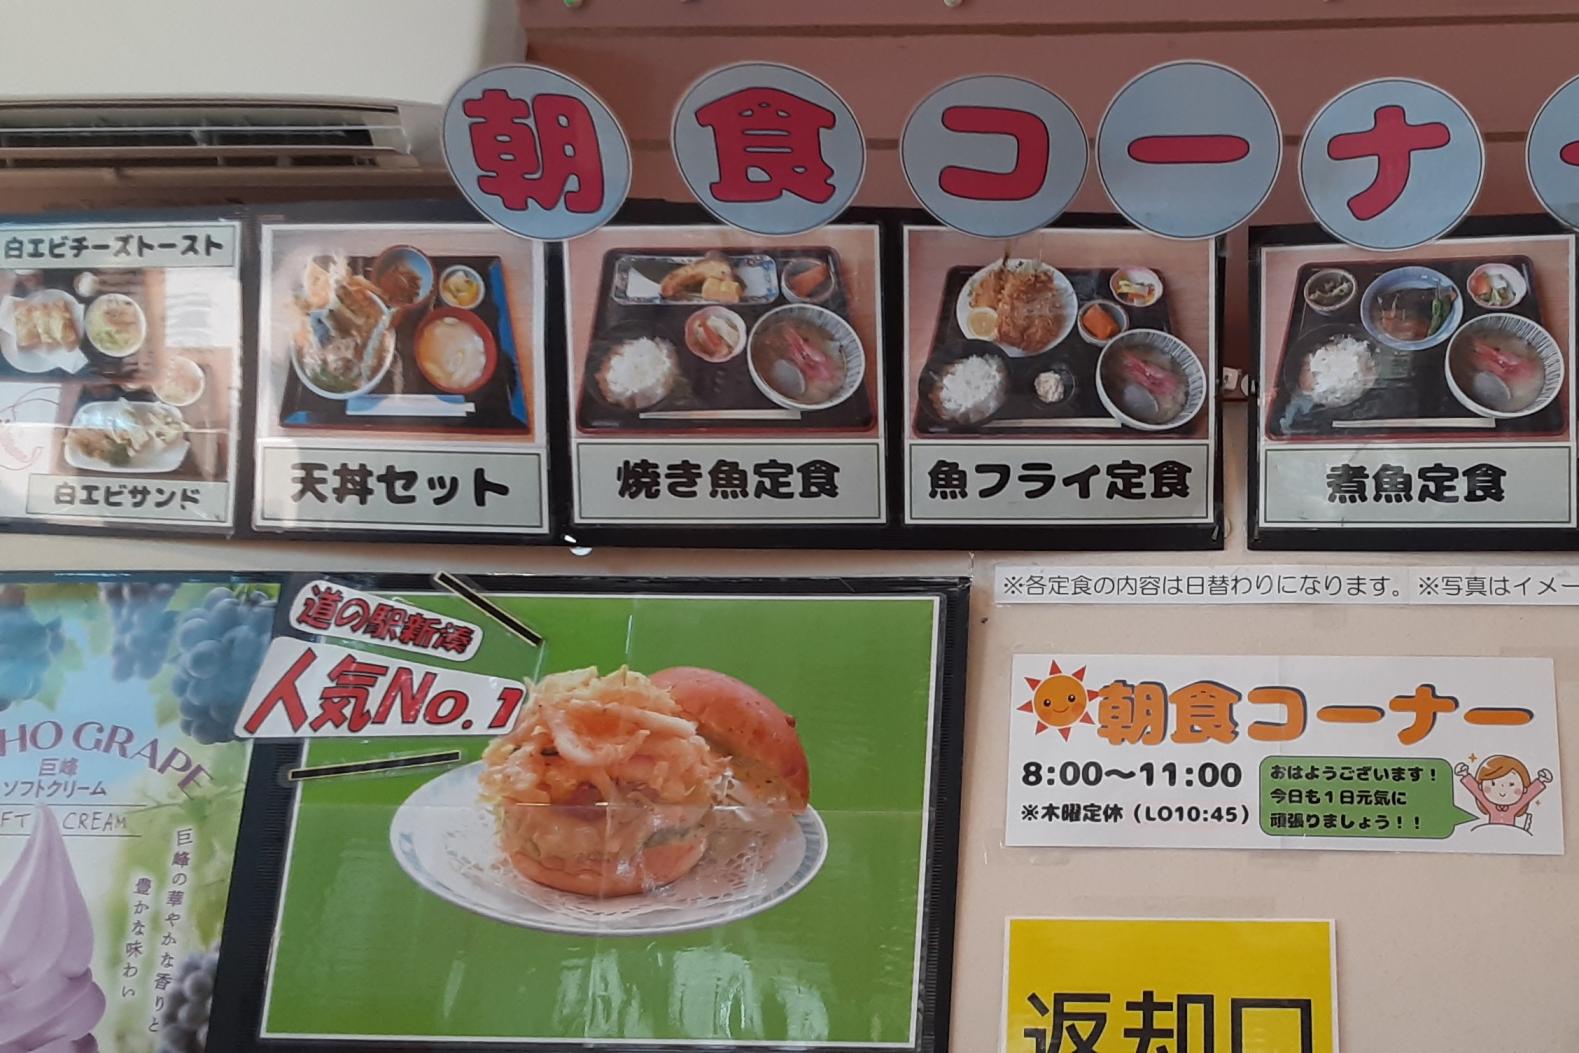 朝食コーナー
白エビチーズトースト
白エビサンド
天丼セット
焼き魚定食
魚フライ定食
煮魚定食
※各定食の内容は日替わりになります。※写真はイメー
道の駅新湊
人気No.1
HO GRAPE
巨峰
ソフトクリーム
FT CREAM
巨峰の華やかな香りと
豊かな味わい
朝食コーナー
8:00〜11:00
※木曜定休（LO10:45）
おはようございます！
今日も１日元気に
頑張りましょう！！
返却口